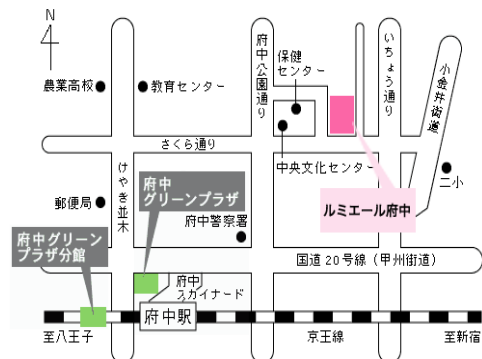 N
農業高校
教育センター
府中公園通り
保健
センター
いちょう通り
小金井街道
さくら通り
中央文化センター
二小
けやき並木
郵便局
府中
グリーンプラザ
府中警察署
ルミエール府中
府中グリーン
プラザ分館
国道20号線（甲州街道）
府中
スカイナード
府中駅
至八王子
京王線
至新宿